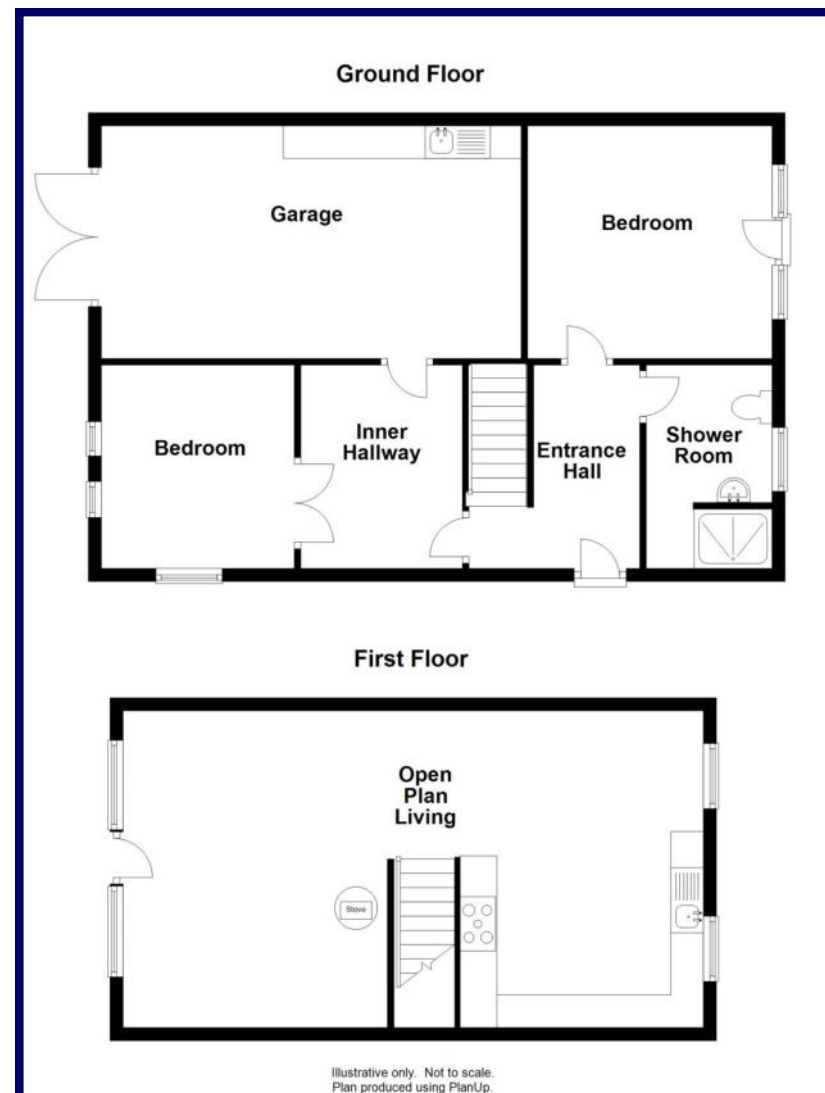 Ground Floor
Garage
Bedroom
Bedroom
Inner
Hallway
Entrance
Hall
Shower
Room
First Floor
Open
Plan
Living
Stove
Illustrative only. Not to scale.
Plan produced using PlanUp.